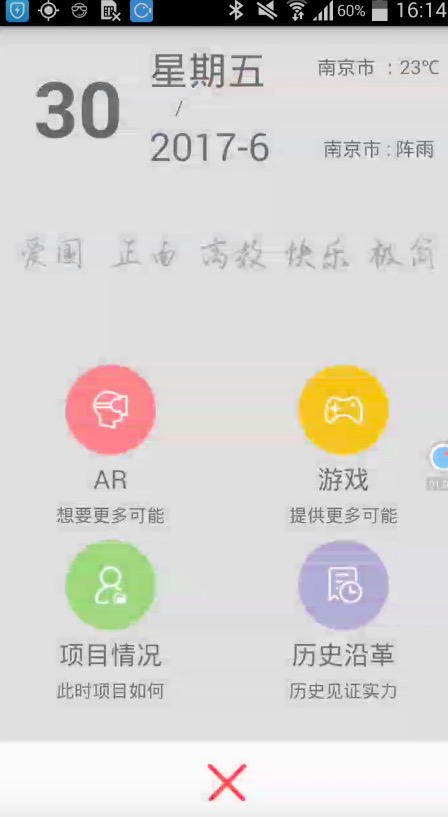 60% 16:14
30
星期五
/
2017-6
南京市 : 23℃
南京市 : 阵雨
爱国 正由 高教 快乐 极简
AR
想要更多可能
游戏
提供更多可能
项目情况
此时项目如何
历史沿革
历史见证实力